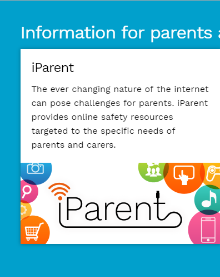 Information for parents a
iParent
The ever changing nature of the internet
can pose challenges for parents. iParent
provides online safety resources
targeted to the specific needs of
parents and carers.
iParent